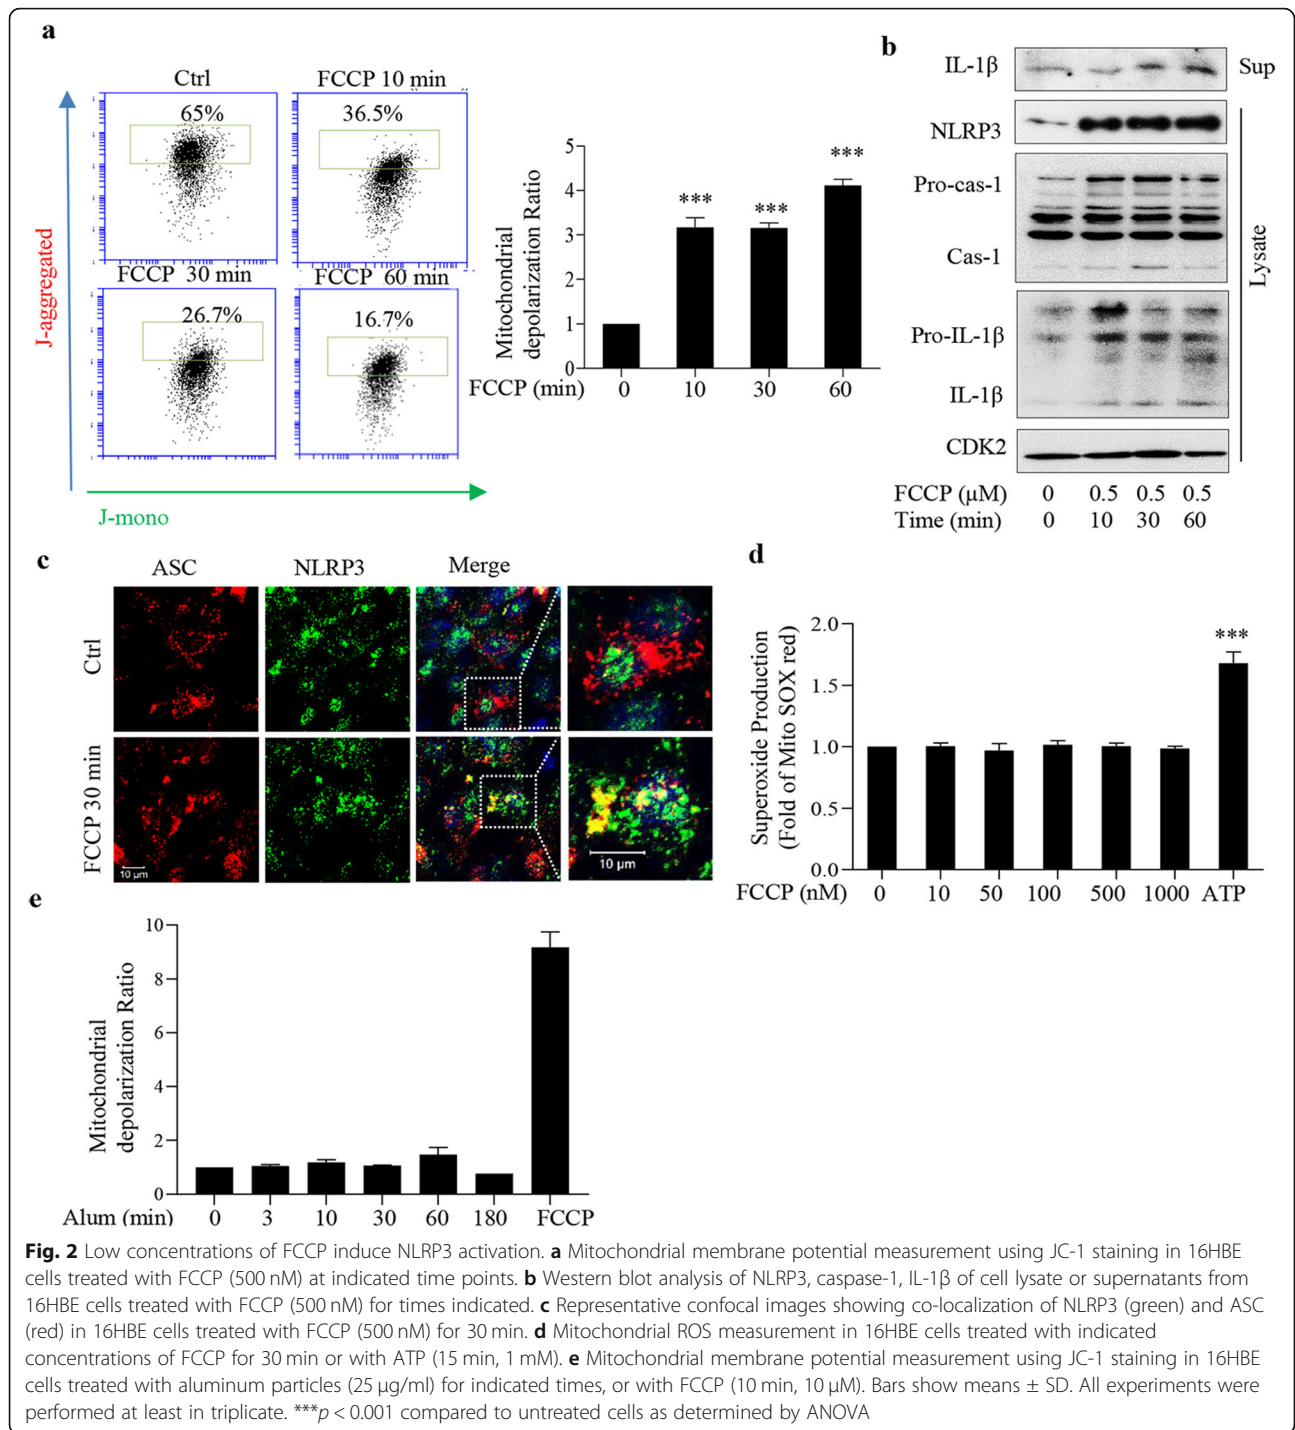 a
Ctrl
FCCP 10 min
65%
36.5%
FCCP 30 min
FCCP 60 min
26.7%
16.7%
J-aggregated
J-mono
Mitochondrial
depolarization Ratio
5
4
3
2
1
0
***
***
***
FCCP (min)
0
10
30
60
b
IL-1β
Sup
NLRP3
Pro-cas-1
Cas-1
Pro-IL-1β
IL-1β
CDK2
Lysate
FCCP (µM) 0 0.5 0.5 0.5
Time (min) 0 10 30 60
c
ASC
NLRP3
Merge
Ctrl
FCCP 30 min
10 µm
10 µm
d
Superoxide Production
(Fold of Mito SOX red)
2.0
1.5
1.0
0.5
0.0
***
FCCP (nM) 0 10 50 100 500 1000 ATP
e
Mitochondrial
depolarization Ratio
10
8
6
4
2
0
Alum (min) 0 3 10 30 60 180 FCCP
Fig. 2 Low concentrations of FCCP induce NLRP3 activation. a Mitochondrial membrane potential measurement using JC-1 staining in 16HBE
cells treated with FCCP (500 nM) at indicated time points. b Western blot analysis of NLRP3, caspase-1, IL-1β of cell lysate or supernatants from
16HBE cells treated with FCCP (500 nM) for times indicated. c Representative confocal images showing co-localization of NLRP3 (green) and ASC
(red) in 16HBE cells treated with FCCP (500 nM) for 30 min. d Mitochondrial ROS measurement in 16HBE cells treated with indicated
concentrations of FCCP for 30 min or with ATP (15 min, 1 mM). e Mitochondrial membrane potential measurement using JC-1 staining in 16HBE
cells treated with aluminum particles (25 µg/ml) for indicated times, or with FCCP (10 min, 10 µM). Bars show means ± SD. All experiments were
performed at least in triplicate. ***p < 0.001 compared to untreated cells as determined by ANOVA